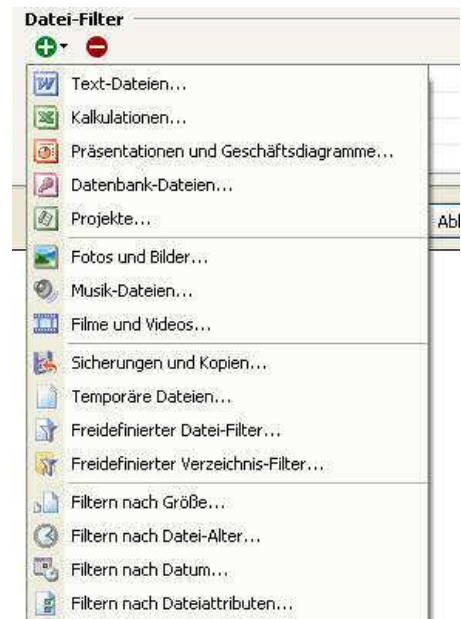 Datei-Filter
Text-Dateien...
Kalkulationen...
Präsentationen und Geschäftsdiagramme...
Datenbank-Dateien...
Projekte...
Fotos und Bilder...
Musik-Dateien...
Filme und Videos...
Sicherungen und Kopien...
Temporäre Dateien...
Freidefinierter Datei-Filter...
Freidefinierter Verzeichnis-Filter...
Filtern nach Größe...
Filtern nach Datei-Alter...
Filtern nach Datum...
Filtern nach Dateiattributen...